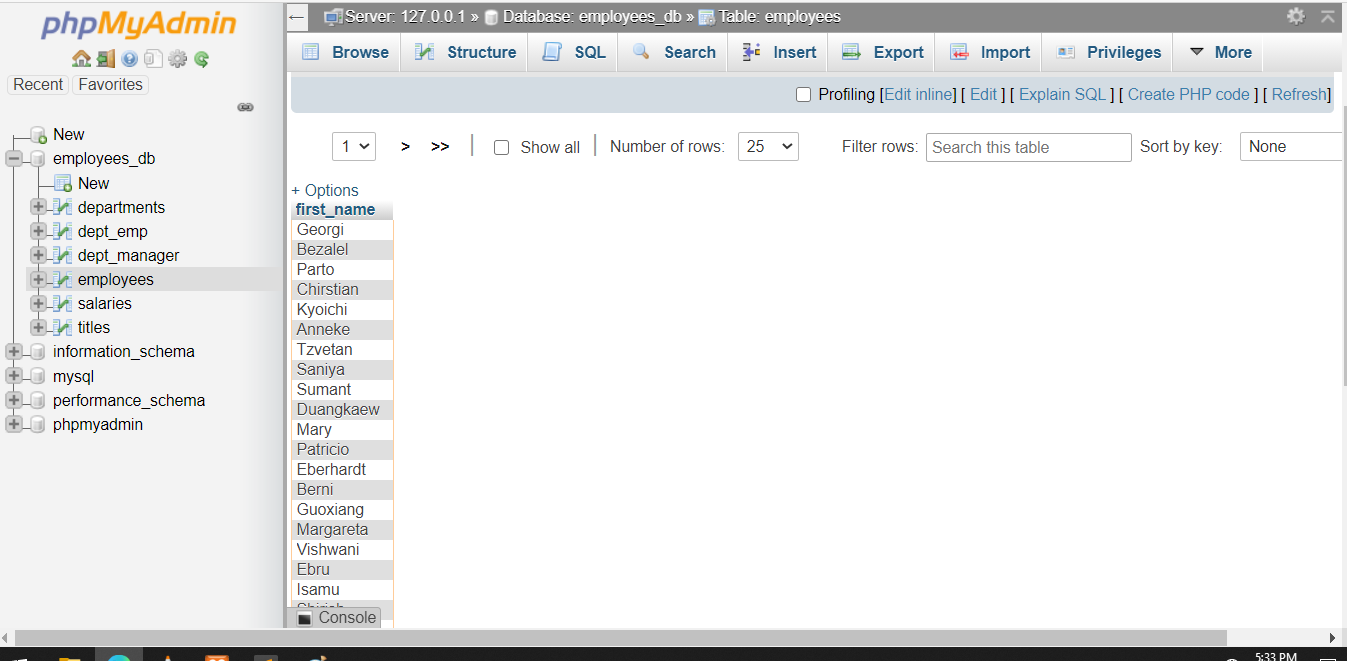 phpMyAdmin
Recent Favorites
New
employees_db
New
departments
dept_emp
dept_manager
employees
salaries
titles
information_schema
mysql
performance_schema
phpmyadmin
← Server: 127.0.0.1 » Database: employees_db » Table: employees
Browse Structure SQL Search Insert Export Import Privileges More
Profiling [Edit inline] [ Edit ] [ Explain SQL ] [ Create PHP code ] [ Refresh]
1 > >> | Show all | Number of rows: 25 Filter rows: Search this table Sort by key: None
+ Options
first_name
Georgi
Bezalel
Parto
Chirstian
Kyoichi
Anneke
Tzvetan
Saniya
Sumant
Duangkaew
Mary
Patricio
Eberhardt
Berni
Guoxiang
Margareta
Vishwani
Ebru
Isamu
Console
5:33 PM